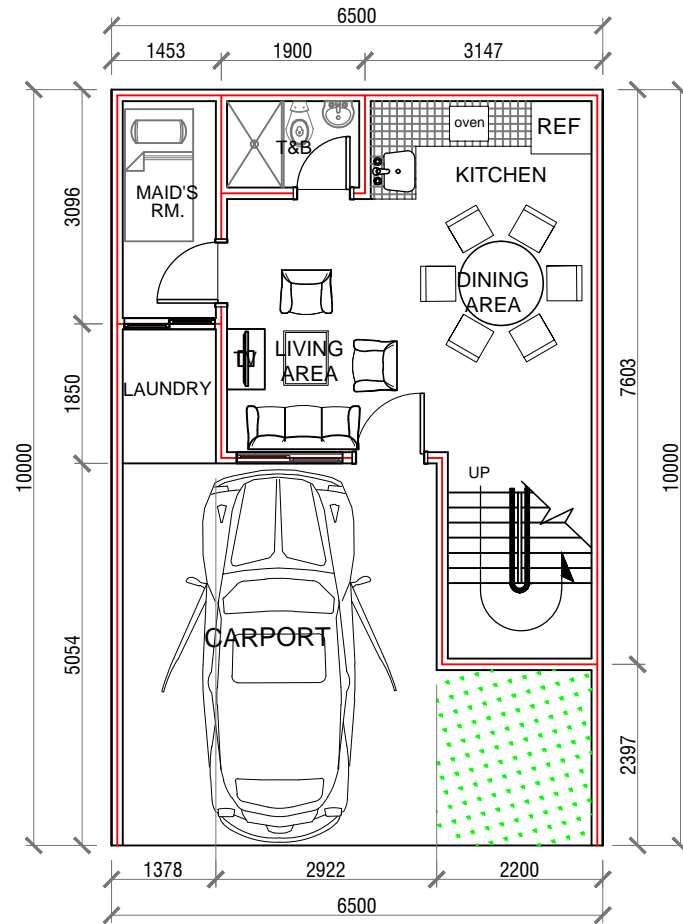 6500
1453
1900
3147
oven
REF
T&B
KITCHEN
MAID'S
RM.
3096
DINING
AREA
TV
LIVING
AREA
LAUNDRY
1850
7603
10000
10000
UP
CARPORT
5054
2397
1378
2922
2200
6500